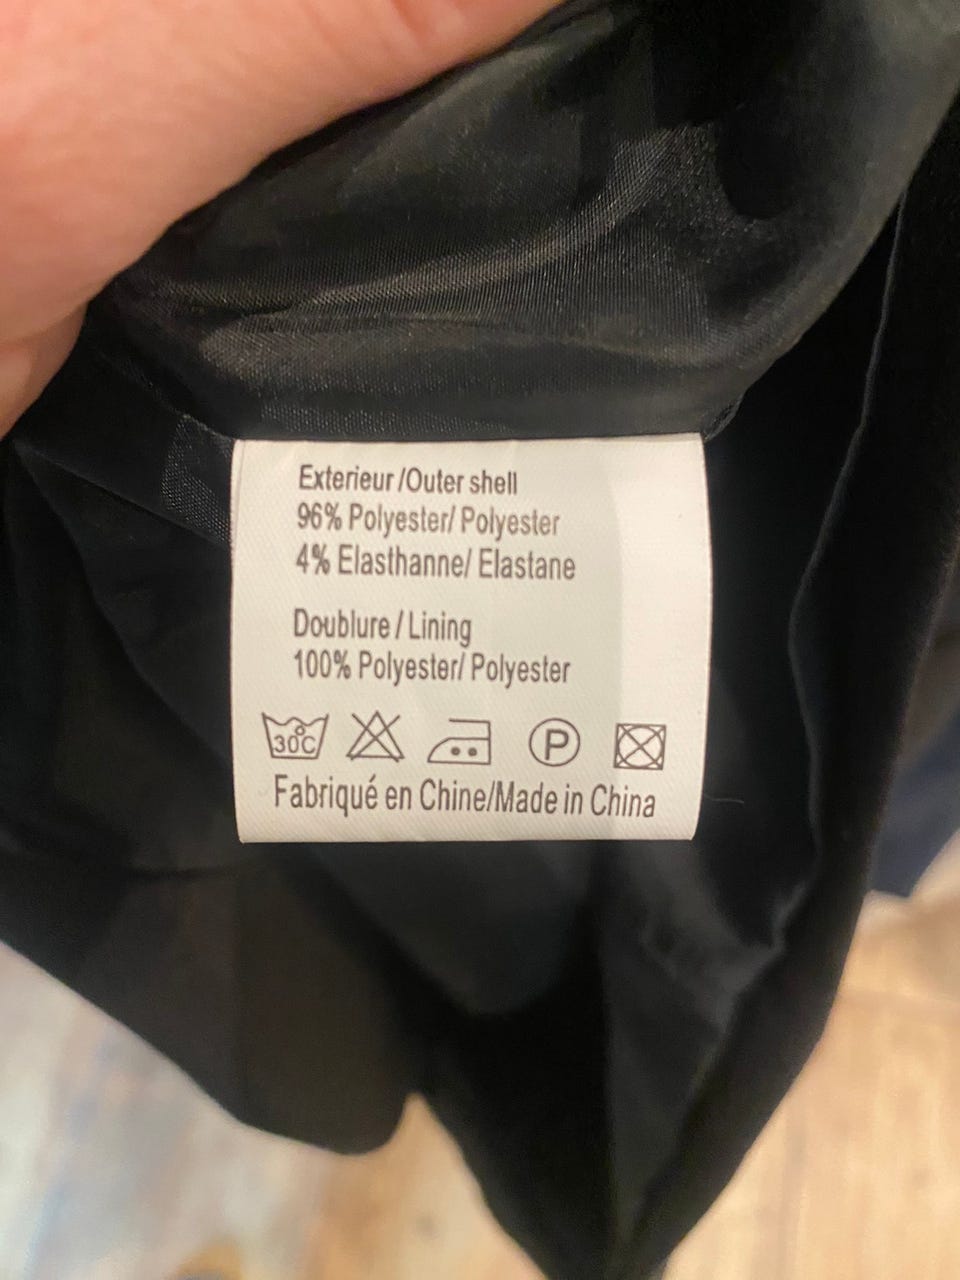 Exterieur/Outer shell
96% Polyester/ Polyester
4% Elasthanne/ Elastane
Doublure/Lining
100% Polyester/ Polyester
30°C P
Fabriqué en Chine/Made in China